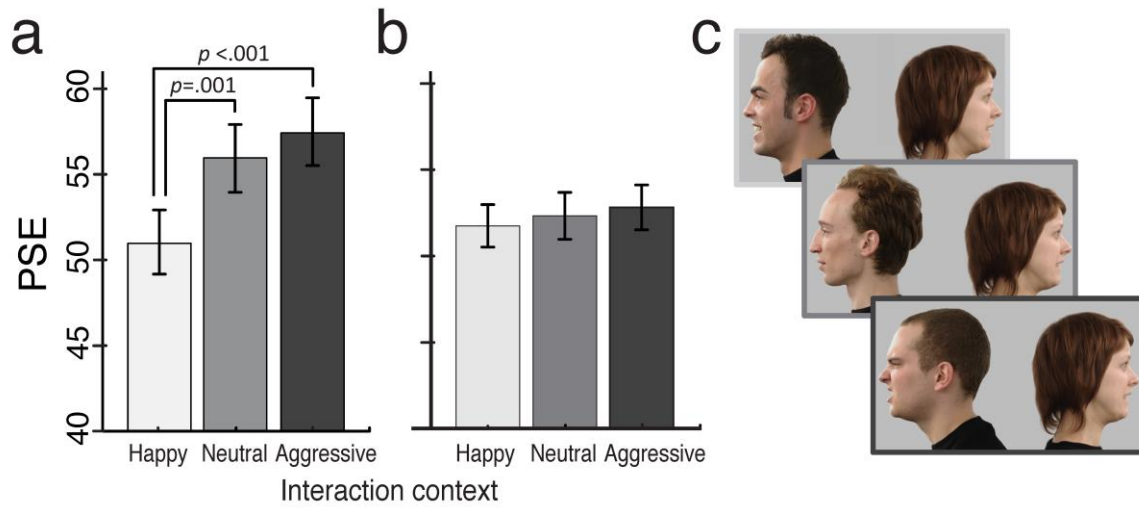 a
b
c
p <.001
p=.001
60
55
50
45
40
PSE
Happy Neutral Aggressive
Happy Neutral Aggressive
Interaction context